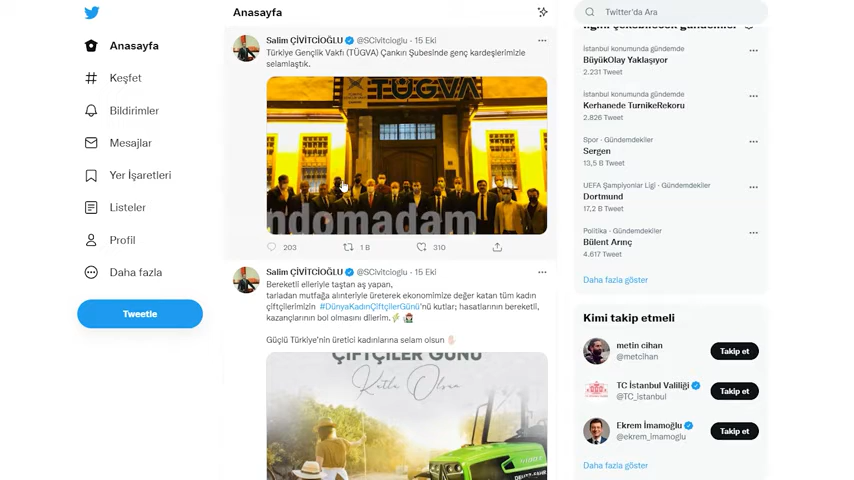 Anasayfa
Anasayfa
Keşfet
Bildirimler
Mesajlar
Yer İşaretleri
Listeler
Profil
Daha fazla
Tweetle
Salim ÇİVİTCİOĞLU @SCivitcioglu · 15 Eki
Türkiye Gençlik Vakfı (TÜGVA) Çankırı Şubesinde genç kardeşlerimizle
selamlaştık.
TÜGVA
ndomadam
203
1 B
310
Salim ÇİVİTCİOĞLU @SCivitcioglu · 15 Eki
Bereketli elleriyle taştan aş yapan,
tarladan mutfağa alınteriyle üreterek ekonomimize değer katan tüm kadın
çiftçilerimizin #DünyaKadınÇiftçilerGünü'nü kutlar; hasatlarının bereketli,
kazançlarının bol olmasını dilerim.
Güçlü Türkiye'nin üretici kadınlarına selam olsun
ÇİFTÇİLER GÜNÜ
Kutlu Olsun
Twitter'da Ara
İlgini çekebilecek gündemler
İstanbul konumunda gündemde
BüyükOlay Yaklaşıyor
2.231 Tweet
İstanbul konumunda gündemde
Kerhanede TurnikeRekoru
2.826 Tweet
Spor · Gündemdekiler
Sergen
13,5 B Tweet
UEFA Şampiyonlar Ligi · Gündemdekiler
Dortmund
17,2 B Tweet
Politika · Gündemdekiler
Bülent Arınç
4.617 Tweet
Daha fazla göster
Kimi takip etmeli
metin cihan
@metcihan
Takip et
TC İstanbul Valiliği
@TC_istanbul
Takip et
Ekrem İmamoğlu
@ekrem_imamoglu
Takip et
Daha fazla göster